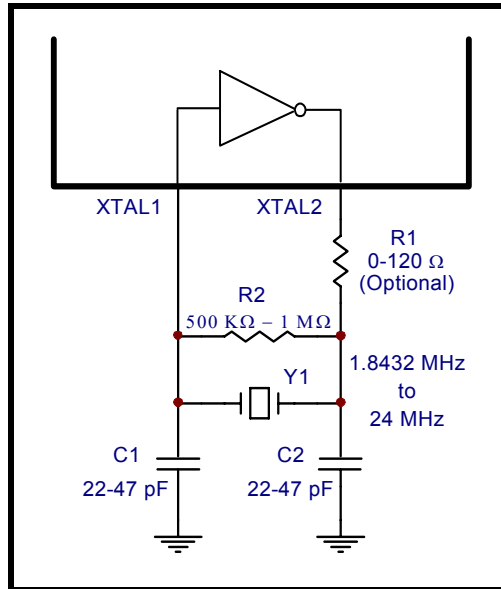 XTAL1
XTAL2
R1
0-120 Ω
(Optional)
R2
500 KΩ – 1 MΩ
Y1
1.8432 MHz
to
24 MHz
C1
22-47 pF
C2
22-47 pF